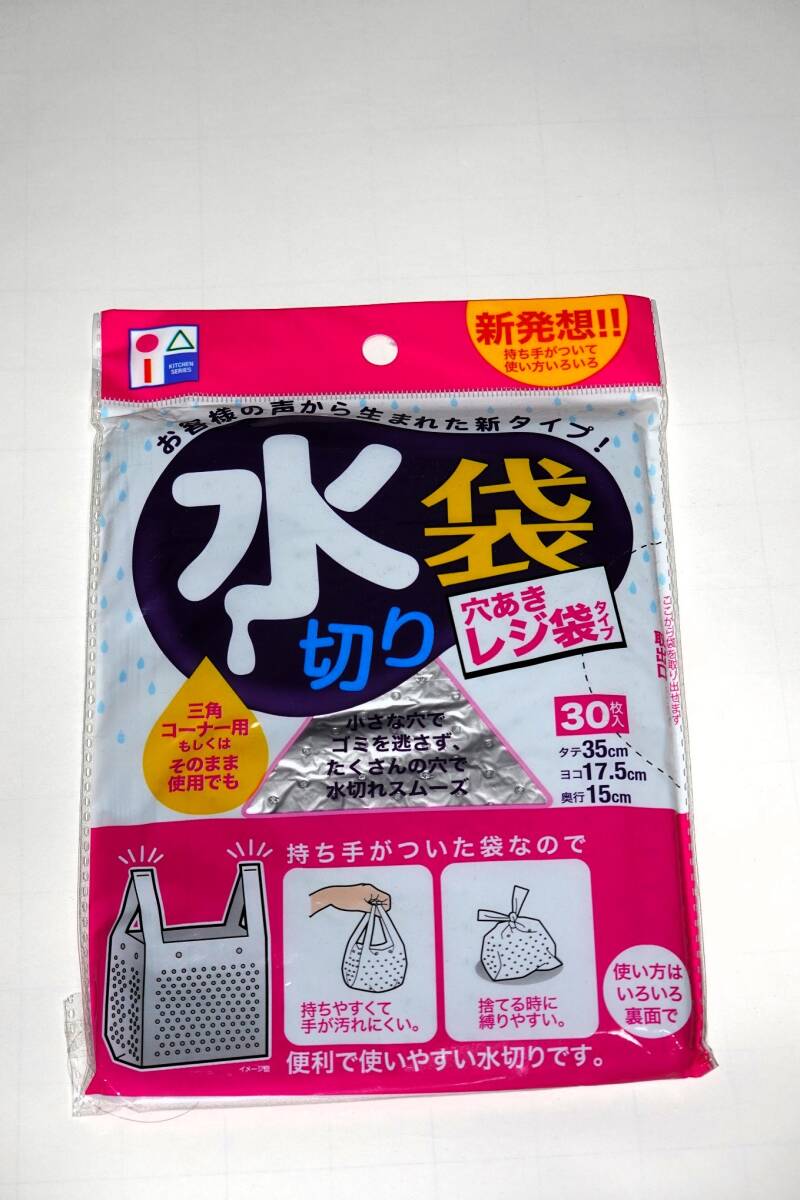 KITCHEN
SERIES
新発想!!
持ち手がついて
使い方いろいろ
お客様の声から生まれた新タイプ!
水切り袋
穴あき
レジ袋タイプ
ここから袋を取り出せます
取出口
三角
コーナー用
もしくは
そのまま
使用でも
小さな穴で
ゴミを逃さず、
たくさんの穴で
水切れスムーズ
30枚入
タテ35cm
ヨコ17.5cm
奥行15cm
持ち手がついた袋なので
持ちやすくて
手が汚れにくい。
捨てる時に
縛りやすい。
使い方は
いろいろ
裏面で
イメージ図
便利で使いやすい水切りです。